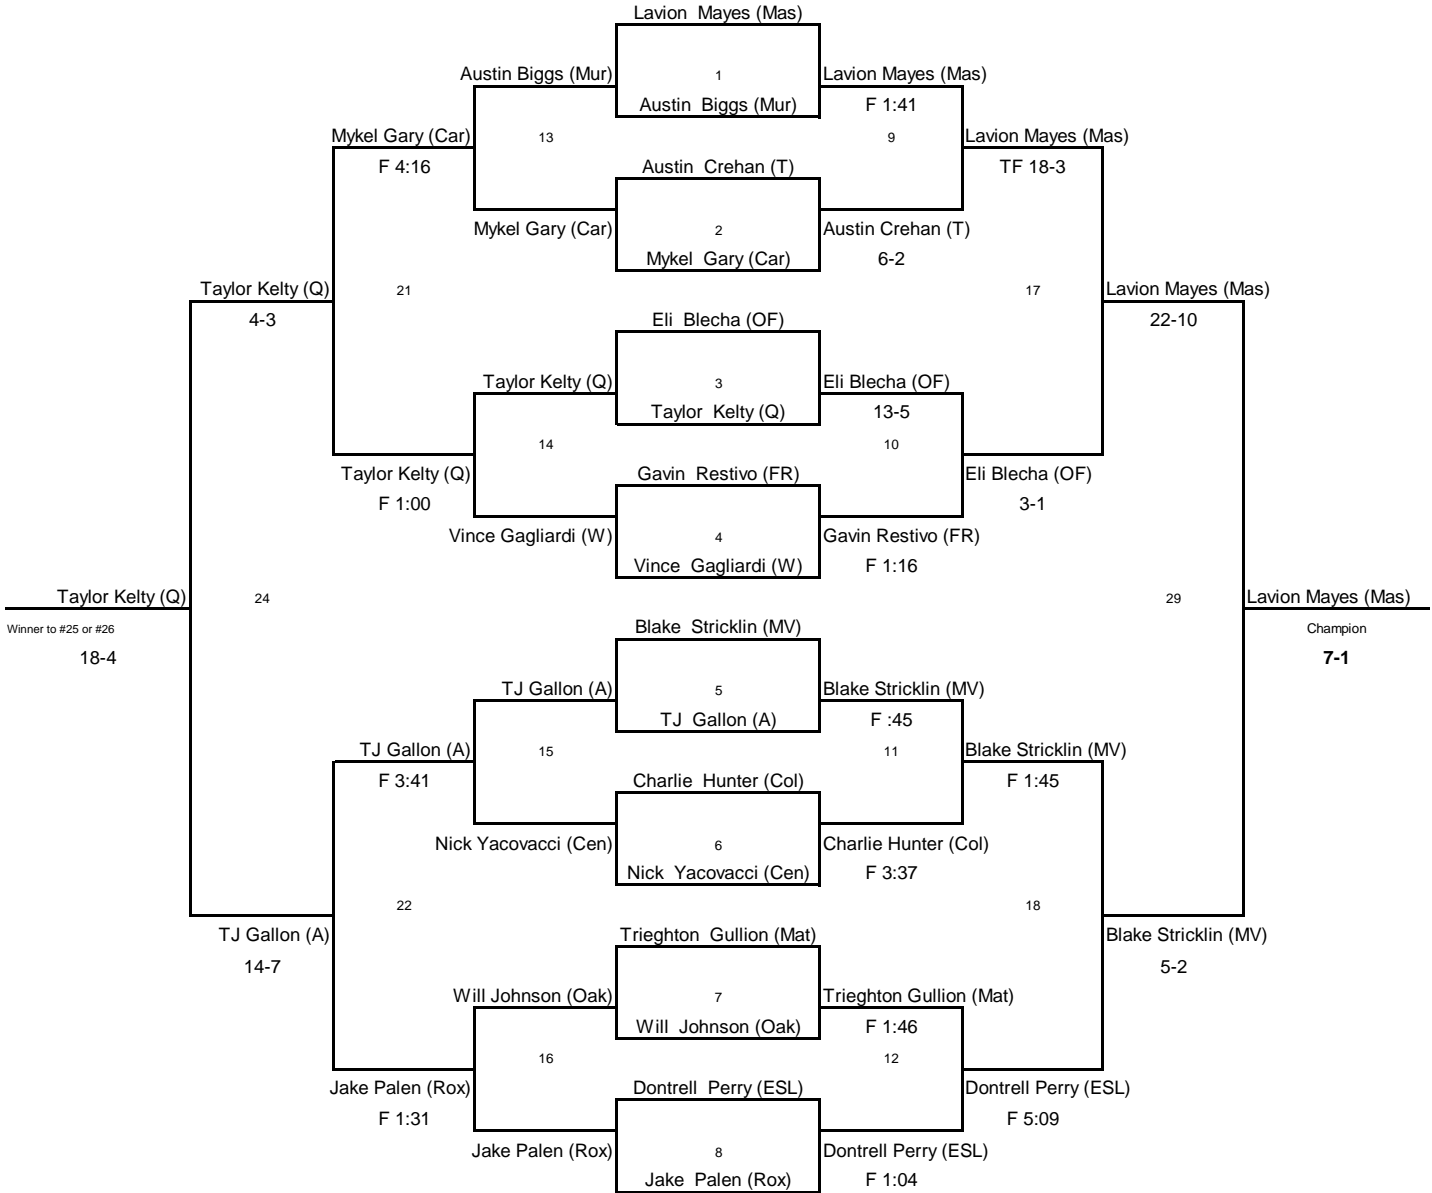 Lavion Mayes (Mas)
Austin Biggs (Mur)
1
Lavion Mayes (Mas)
Austin Biggs (Mur)
F 1:41
Mykel Gary (Car)
13
9
Lavion Mayes (Mas)
F 4:16
Austin Crehan (T)
TF 18-3
Mykel Gary (Car)
2
Austin Crehan (T)
Mykel Gary (Car)
6-2
Taylor Kelty (Q)
21
17
Lavion Mayes (Mas)
4-3
Eli Blecha (OF)
22-10
Taylor Kelty (Q)
3
Eli Blecha (OF)
Taylor Kelty (Q)
13-5
14
10
Taylor Kelty (Q)
Gavin Restivo (FR)
Eli Blecha (OF)
F 1:00
3-1
Vince Gagliardi (W)
4
Gavin Restivo (FR)
Vince Gagliardi (W)
F 1:16
Taylor Kelty (Q)
24
29
Lavion Mayes (Mas)
Winner to #25 or #26
Blake Stricklin (MV)
Champion
18-4
7-1
TJ Gallon (A)
5
Blake Stricklin (MV)
TJ Gallon (A)
F :45
TJ Gallon (A)
15
11
Blake Stricklin (MV)
F 3:41
Charlie Hunter (Col)
F 1:45
Nick Yacovacci (Cen)
6
Charlie Hunter (Col)
Nick Yacovacci (Cen)
F 3:37
22
18
TJ Gallon (A)
Trieghton Gullion (Mat)
Blake Stricklin (MV)
14-7
5-2
Will Johnson (Oak)
7
Trieghton Gullion (Mat)
Will Johnson (Oak)
F 1:46
16
12
Jake Palen (Rox)
Dontrell Perry (ESL)
Dontrell Perry (ESL)
F 1:31
F 5:09
Jake Palen (Rox)
8
Dontrell Perry (ESL)
Jake Palen (Rox)
F 1:04